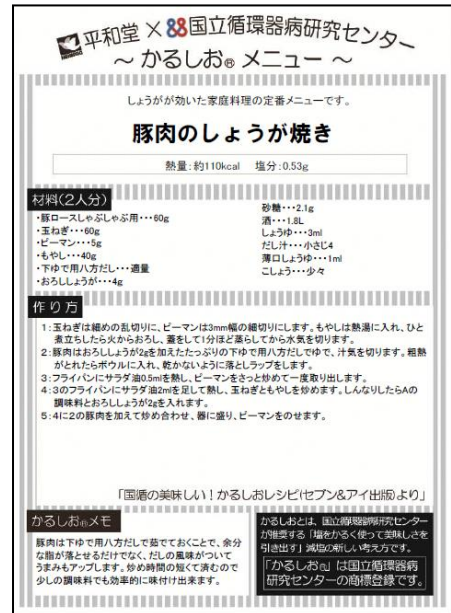 平和堂×国立循環器病研究センター
~ かるしお® メニュー ~
しょうがが効いた家庭料理の定番メニューです。
豚肉のしょうが焼き
熱量:約110kcal 塩分:0.53g
材料(2人分)
・豚ロースしゃぶしゃぶ用・・・60g
・玉ねぎ・・・60g
・ピーマン・・・5g
・もやし・・・40g
・下ゆで用八方だし・・・適量
・おろししょうが・・・4g
砂糖・・・2.1g
酒・・・1.8L
しょうゆ・・・3ml
だし汁・・・小さじ4
薄口しょうゆ・・・1ml
こしょう・・・少々
作り方
1:玉ねぎは細めの乱切りに、ピーマンは3mm幅の細切りにします。もやしは熱湯に入れ、ひと
煮立ちしたら火からおろし、蓋をして1分ほど蒸らしてから水気を切ります。
2:豚肉はおろししょうが2gを加えたたっぷりの下ゆで用八方だしでゆで、汁気を切ります。粗熱
がとれたらボウルに入れ、乾かないように落としラップをします。
3:フライパンにサラダ油0.5mlを熱し、ピーマンをさっと炒めて一度取り出します。
4:3のフライパンにサラダ油2mlを足して熱し、玉ねぎともやしを炒めます。しんなりしたらAの
調味料とおろししょうが2gを入れます。
5:4に2の豚肉を加えて炒め合わせ、器に盛り、ピーマンをのせます。
「国循の美味しい!かるしおレシピ(セブン&アイ出版)より」
かるしお®メモ
豚肉は下ゆで用八方だしで茹でておくことで、余分
な脂が落とせるだけでなく、だしの風味がついて
うまみもアップします。炒め時間の短くて済むので
少しの調味料でも効率的に味付け出来ます。
かるしおとは、国立循環器病研究センター
が推奨する「塩をかるく使って美味しさを
引き出す」減塩の新しい考え方です。
「かるしお®」は国立循環器病
研究センターの商標登録です。